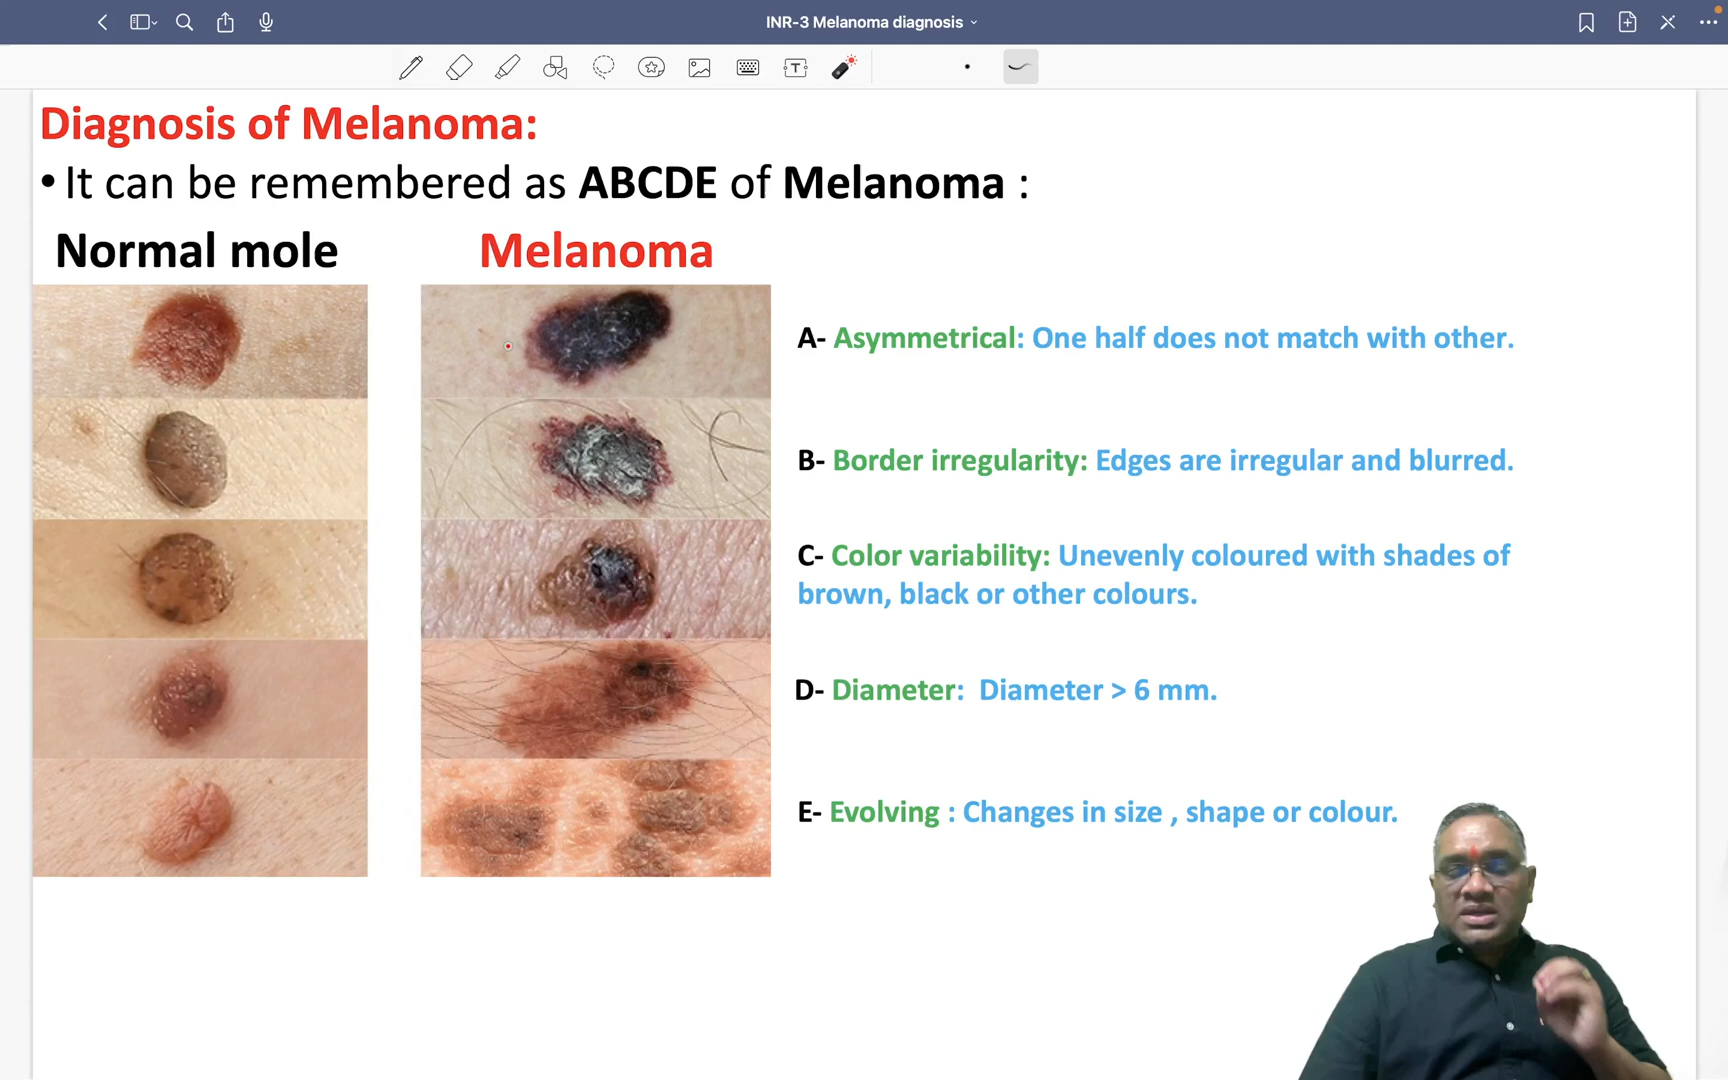 INR-3 Melanoma diagnosis
Diagnosis of Melanoma:
• It can be remembered as ABCDE of Melanoma :
Normal mole
Melanoma
A- Asymmetrical: One half does not match with other.
B- Border irregularity: Edges are irregular and blurred.
C- Color variability: Unevenly coloured with shades of
brown, black or other colours.
D- Diameter: Diameter > 6 mm.
E- Evolving : Changes in size , shape or colour.